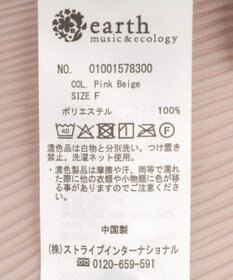 earth
music&ecology
NO. 01001578300
COL. Pink Beige
SIZE F
ポリエステル 100%
40
P
F
濃色品は白物と分別洗い。つけ置き
禁止。洗濯ネット使用。
・濃色製品は摩擦や汗、雨等で濡れ
た際に他の衣類や小物類に色が移
る事がありますのでご注意くださ
い。
中国製
(株)ストライプインターナショナル
☎ 0120-659-591